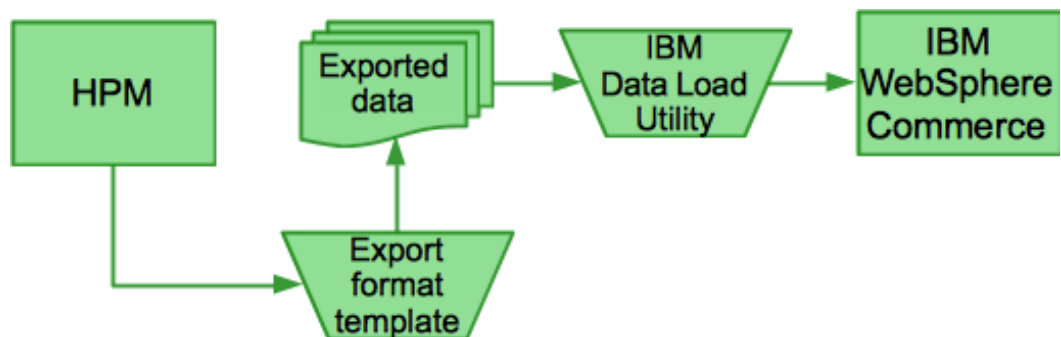 HPM
Exported
data
IBM
Data Load
Utility
IBM
WebSphere
Commerce
Export
format
template